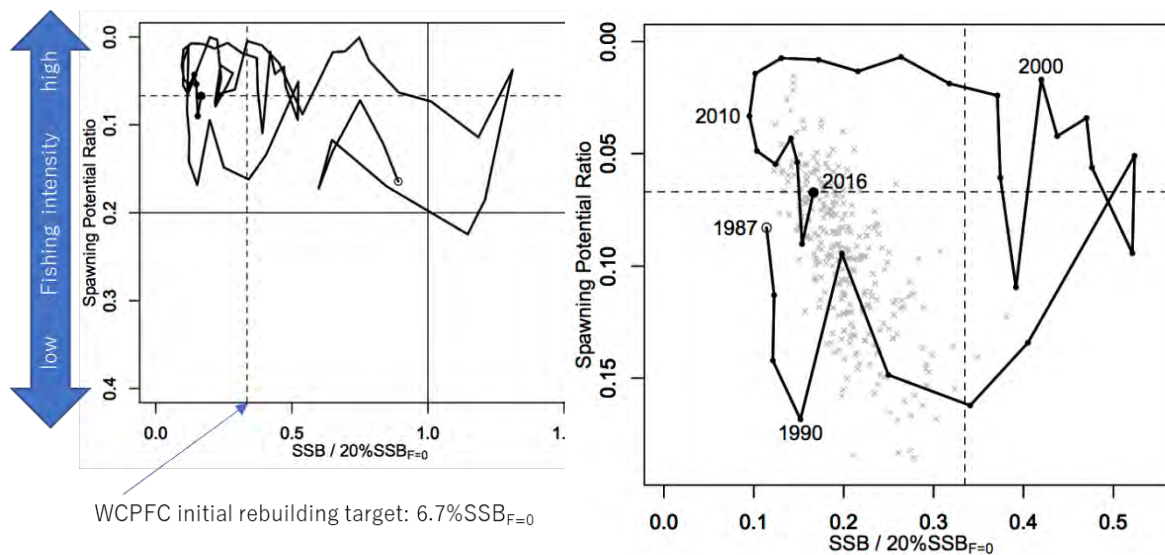 low Fishing intensity high
Spawning Potential Ratio
0.0
0.1
0.2
0.3
0.4
0.0 0.5 1.0 1.
SSB / 20%SSBF=0
WCPFC initial rebuilding target: 6.7%SSBF=0
Spawning Potential Ratio
0.00
0.05
0.10
0.15
2000
2010
2016
1987
1990
0.0 0.1 0.2 0.3 0.4 0.5
SSB / 20%SSBF=0